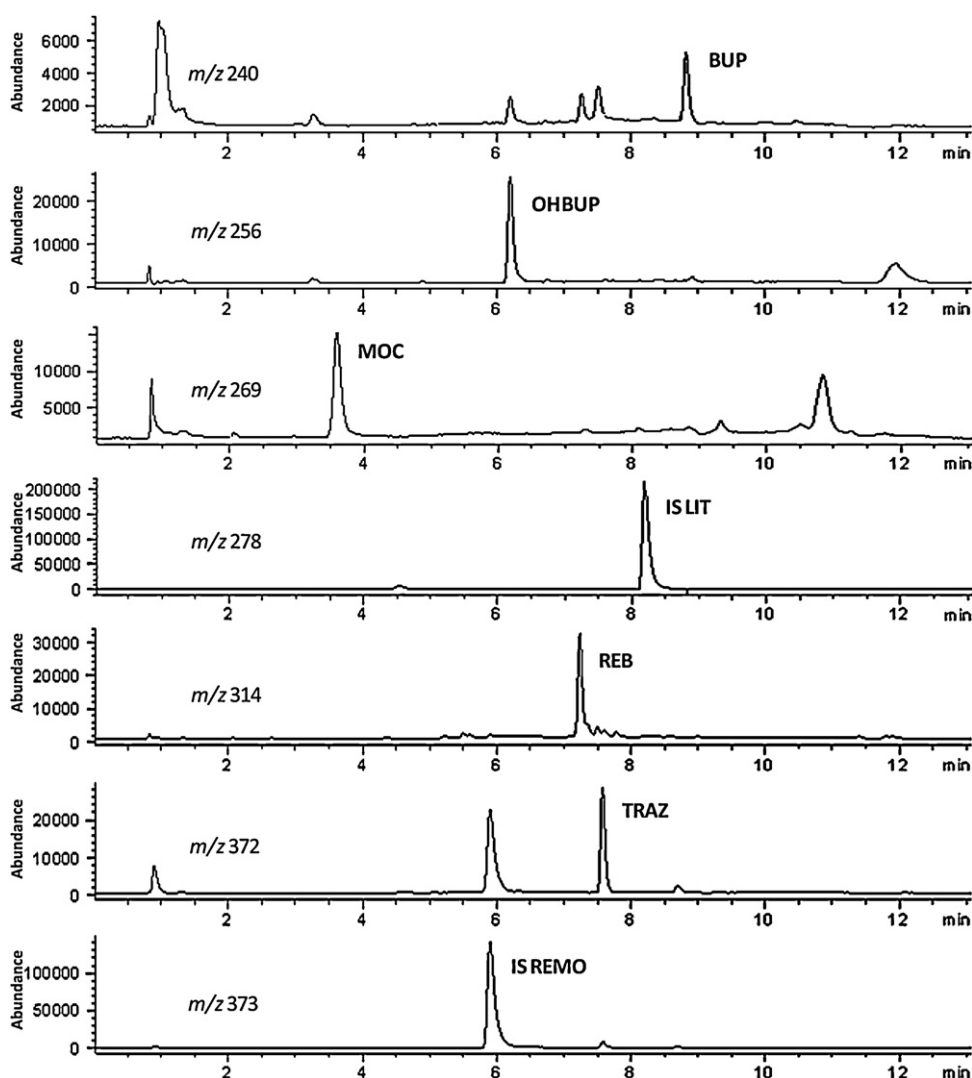 Abundance
6000
4000
2000
m/z 240
BUP
2 4 6 8 10 12 min
Abundance
20000
10000
0
m/z 256
OHBUP
2 4 6 8 10 12 min
Abundance
10000
5000
m/z 269
MOC
2 4 6 8 10 12 min
Abundance
200000
150000
100000
50000
0
m/z 278
IS LIT
2 4 6 8 10 12 min
Abundance
30000
20000
10000
0
m/z 314
REB
2 4 6 8 10 12 min
Abundance
20000
10000
0
m/z 372
TRAZ
2 4 6 8 10 12 min
Abundance
100000
50000
0
m/z 373
IS REMO
2 4 6 8 10 12 min